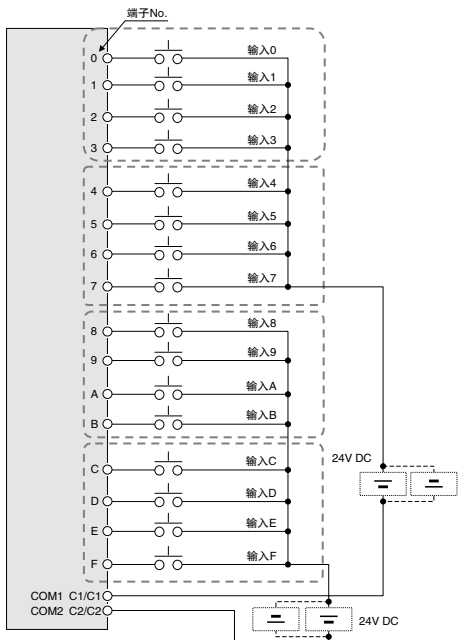 端子No.
0 输入0
1 输入1
2 输入2
3 输入3
4 输入4
5 输入5
6 输入6
7 输入7
8 输入8
9 输入9
A 输入A
B 输入B
C 输入C
24V DC
D 输入D
E 输入E
F 输入F
COM1 C1/C1
COM2 C2/C2
24V DC